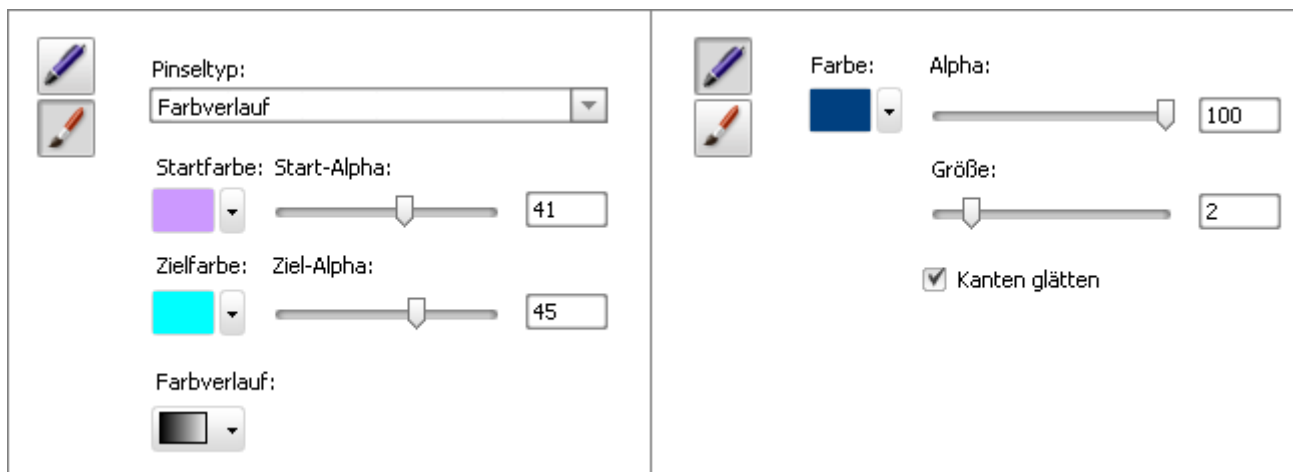 Pinseltyp:
Farbverlauf
Startfarbe: Start-Alpha:
41
Zielfarbe: Ziel-Alpha:
45
Farbverlauf:
Farbe: Alpha:
100
Größe:
2
Kanten glätten